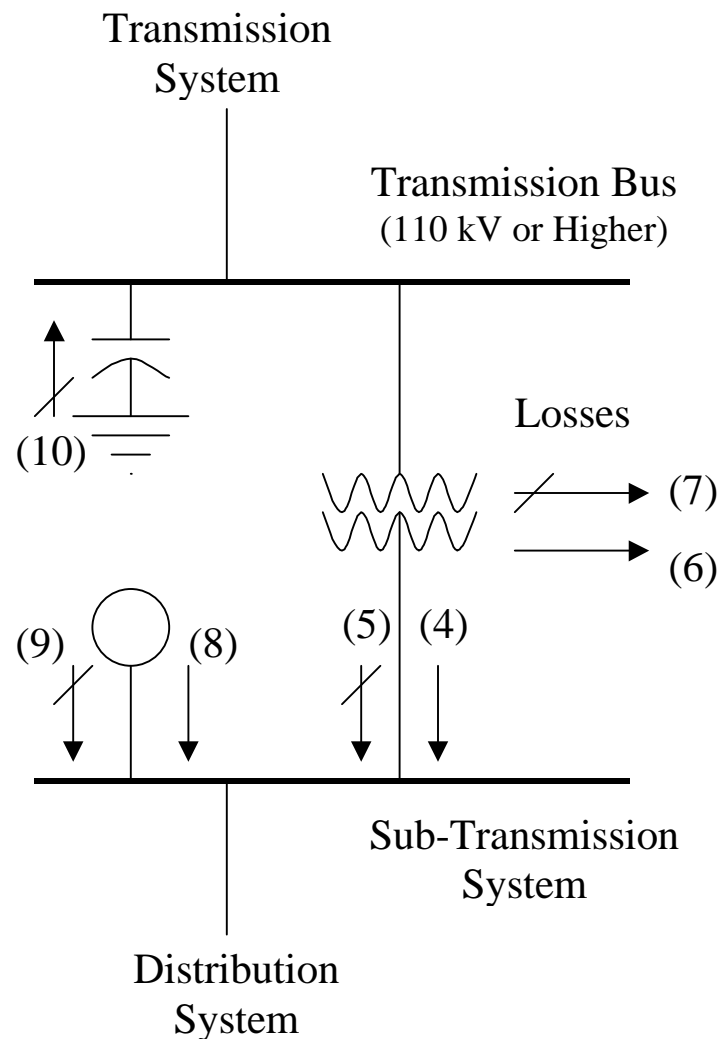 Transmission
System
Transmission Bus
(110 kV or Higher)
Losses
(10)
(7)
(6)
(9)
(8)
(5)
(4)
Sub-Transmission
System
Distribution
System